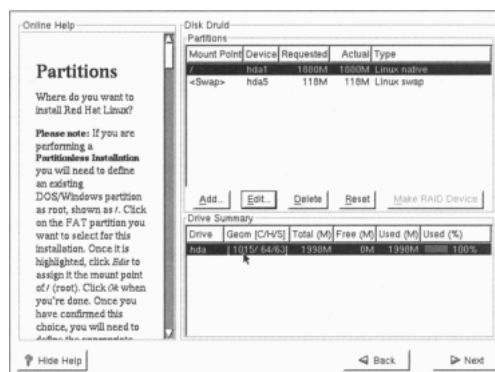 Online Help
Partitions
Where do you want to
install Red Hat Linux?
Please note: If you are
performing a
Partitionless Installation
you will need to define
an existing
DOS/Windows partition
as root, shown as /. Click
on the FAT partition you
want to select for this
installation. Once it is
highlighted, click Edit to
assign it the mount point
of / (root). Click Ok when
you're done. Once you
have confirmed this
choice, you will need to
define the appropriate
Disk Druid
Partitions
Mount Point Device Requested Actual Type
/ hda1 1880M 1880M Linux native
<Swap> hda5 118M 118M Linux swap
Add... Edit... Delete Reset Make RAID Device
Drive Summary
Drive Geom [C/H/S] Total (M) Free (M) Used (M) Used (%)
hda [ 1015/ 64/63] 1998M 0M 1998M 100%
Hide Help Back Next